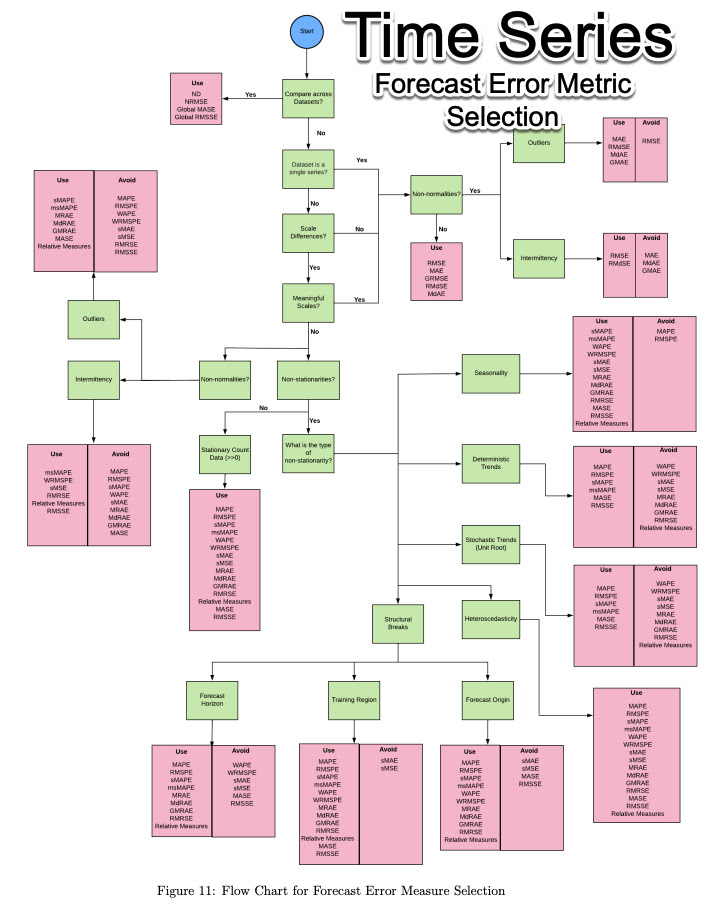 Time Series
Forecast Error Metric
Selection
Start
Use
ND
NRMSE
Global MASE
Global RMSSE
Yes
Compare across
Datasets?
No
Dataset is a
single series?
Yes
No
Scale
Differences?
No
Yes
Meaningful
Scales?
Yes
No
Non-normalities?
Yes
No
Use
RMSE
MAE
GRMSE
RMdSE
MdAE
Outliers
Use
MAE
RMdSE
MdAE
GMAE
Avoid
RMSE
Intermittency
Use
RMSE
RMdSE
Avoid
MAE
MdAE
GMAE
Use
sMAPE
msMAPE
MRAE
MdRAE
GMRAE
MASE
Relative Measures
Avoid
MAPE
RMSPE
WAPE
WRMSPE
sMAE
sMSE
RMRSE
RMSSE
Outliers
Intermittency
Non-normalities?
Non-stationarities?
Use
msMAPE
WRMSPE
sMSE
RMRSE
Relative Measures
RMSSE
Avoid
MAPE
RMSPE
sMAPE
WAPE
sMAE
MRAE
MdRAE
GMRAE
MASE
No
Yes
Stationary Count
Data (>>0)
Use
MAPE
RMSPE
sMAPE
msMAPE
WAPE
WRMSPE
sMAE
sMSE
MRAE
MdRAE
GMRAE
RMRSE
Relative Measures
MASE
RMSSE
What is the type
of
non-stationarity?
Seasonality
Use
sMAPE
msMAPE
WAPE
WRMSPE
sMAE
sMSE
MRAE
MdRAE
GMRAE
RMRSE
MASE
RMSSE
Relative Measures
Avoid
MAPE
RMSPE
Deterministic
Trends
Use
MAPE
RMSPE
sMAPE
msMAPE
MASE
RMSSE
Avoid
WAPE
WRMSPE
sMAE
sMSE
MRAE
MdRAE
GMRAE
RMRSE
Relative Measures
Stochastic Trends
(Unit Root)
Use
MAPE
RMSPE
sMAPE
msMAPE
MASE
RMSSE
Avoid
WAPE
WRMSPE
sMAE
sMSE
MRAE
MdRAE
GMRAE
RMRSE
Relative Measures
Heteroscedasticity
Use
MAPE
RMSPE
sMAPE
msMAPE
WAPE
WRMSPE
sMAE
sMSE
MRAE
MdRAE
GMRAE
RMRSE
MASE
RMSSE
Relative Measures
Structural
Breaks
Forecast
Horizon
Use
MAPE
RMSPE
sMAPE
msMAPE
MRAE
MdRAE
GMRAE
RMRSE
Relative Measures
Avoid
WAPE
WRMSPE
sMAE
sMSE
MASE
RMSSE
Training Region
Use
MAPE
RMSPE
sMAPE
msMAPE
WAPE
WRMSPE
MRAE
MdRAE
GMRAE
RMRSE
Relative Measures
MASE
RMSSE
Avoid
sMAE
sMSE
Forecast Origin
Use
MAPE
RMSPE
sMAPE
msMAPE
WAPE
WRMSPE
MRAE
MdRAE
GMRAE
RMRSE
Relative Measures
Avoid
sMAE
sMSE
MASE
RMSSE
Figure 11: Flow Chart for Forecast Error Measure Selection